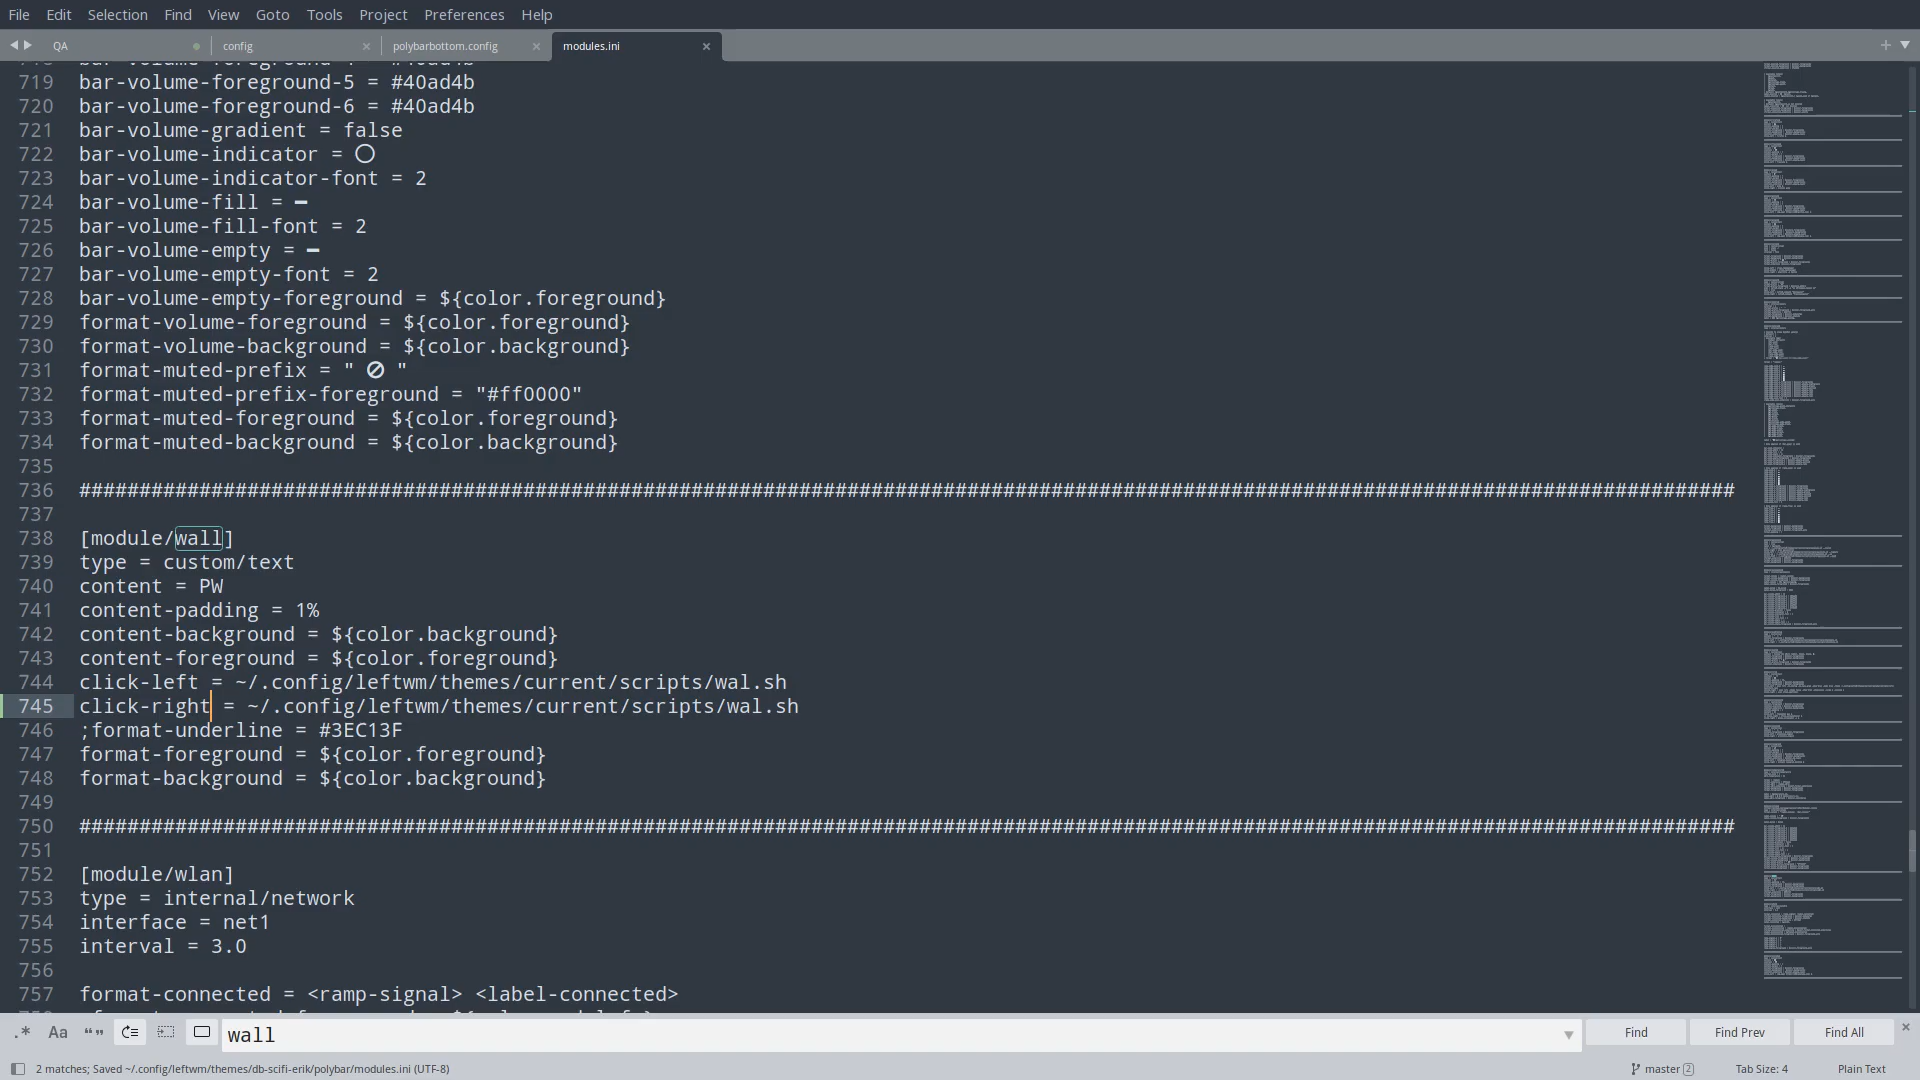 File Edit Selection Find View Goto Tools Project Preferences Help
QA config polybarbottom.config modules.ini
719 bar-volume-foreground-5 = #40ad4b
720 bar-volume-foreground-6 = #40ad4b
721 bar-volume-gradient = false
722 bar-volume-indicator = 
723 bar-volume-indicator-font = 2
724 bar-volume-fill = ━
725 bar-volume-fill-font = 2
726 bar-volume-empty = ━
727 bar-volume-empty-font = 2
728 bar-volume-empty-foreground = ${color.foreground}
729 format-volume-foreground = ${color.foreground}
730 format-volume-background = ${color.background}
731 format-muted-prefix = "  "
732 format-muted-prefix-foreground = "#ff0000"
733 format-muted-foreground = ${color.foreground}
734 format-muted-background = ${color.background}
735
736 ##########################################################################################################################################
737
738 [module/wall]
739 type = custom/text
740 content = PW
741 content-padding = 1%
742 content-background = ${color.background}
743 content-foreground = ${color.foreground}
744 click-left = ~/.config/leftwm/themes/current/scripts/wal.sh
745 click-right = ~/.config/leftwm/themes/current/scripts/wal.sh
746 ;format-underline = #3EC13F
747 format-foreground = ${color.foreground}
748 format-background = ${color.background}
749
750 ##########################################################################################################################################
751
752 [module/wlan]
753 type = internal/network
754 interface = net1
755 interval = 3.0
756
757 format-connected = <ramp-signal> <label-connected>
.* Aa “” wall Find Find Prev Find All
2 matches; Saved ~/.config/leftwm/themes/db-scifi-erik/polybar/modules.ini (UTF-8) master 2 Tab Size: 4 Plain Text